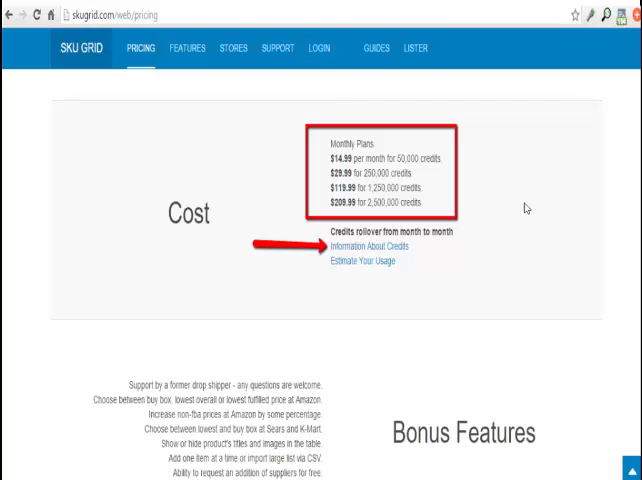 skugrid.com/web/pricing
SKU GRID PRICING FEATURES STORES SUPPORT LOGIN GUIDES LISTER
Cost
Monthly Plans
$14.99 per month for 50,000 credits.
$29.99 for 250,000 credits.
$119.99 for 1,250,000 credits.
$209.99 for 2,500,000 credits.
Credits rollover from month to month
Information About Credits
Estimate Your Usage
Support by a former drop shipper - any questions are welcome.
Choose between buy box, lowest overall or lowest fulfilled price at Amazon.
Increase non-fba prices at Amazon by some percentage.
Choose between lowest and buy box at Sears and K-Mart.
Show or hide product's titles and images in the table.
Add one item at a time or import large list via CSV.
Ability to request an addition of suppliers for free.
Bonus Features